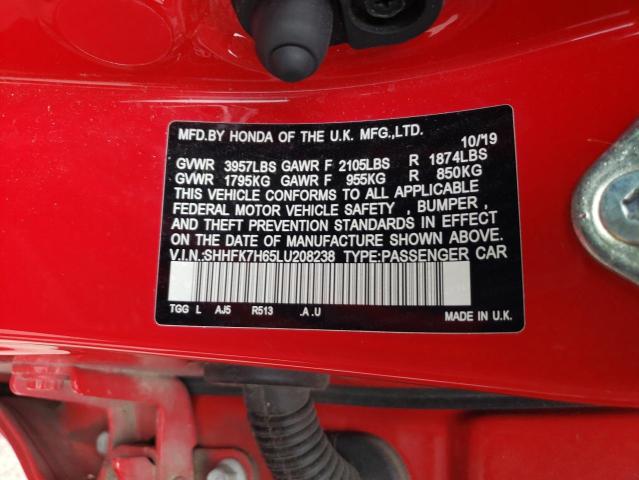 MFD.BY HONDA OF THE U.K. MFG.,LTD. 10/19
GVWR 3957LBS GAWR F 2105LBS R 1874LBS
GVWR 1795KG GAWR F 955KG R 850KG
THIS VEHICLE CONFORMS TO ALL APPLICABLE
FEDERAL MOTOR VEHICLE SAFETY , BUMPER ,
AND THEFT PREVENTION STANDARDS IN EFFECT
ON THE DATE OF MANUFACTURE SHOWN ABOVE.
V.I.N.:SHHFK7H65LU208238 TYPE:PASSENGER CAR
TGG L AJ5 R513 .A.U MADE IN U.K.